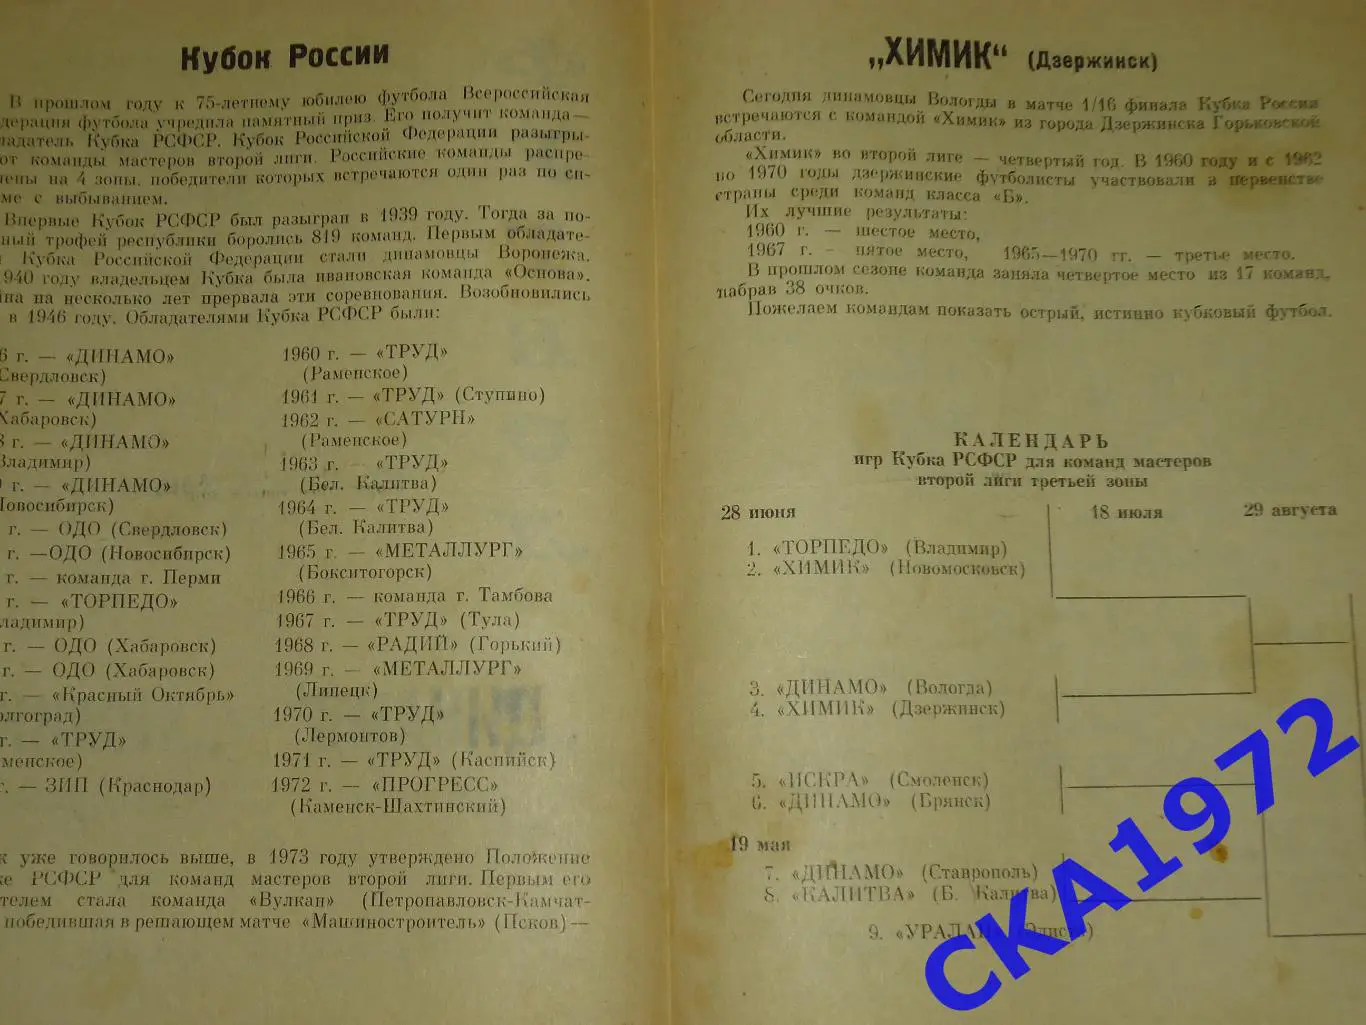 Кубок России
В прошлом году к 75-летнему юбилею футбола Всероссийская
дерация футбола учредила памятный приз. Его получит команда—
ладатель Кубка РСФСР. Кубок Российской Федерации разыгры-
от команды мастеров второй лиги. Российские команды распре-
лены на 4 зоны, победители которых встречаются один раз по си-
ме с выбыванием.
Впервые Кубок РСФСР был разыгран в 1939 году. Тогда за по-
ный трофей республики боролись 819 команд. Первым обладате-
Кубка Российской Федерации стали динамовцы Воронежа.
1940 году владельцем Кубка была ивановская команда «Основа».
на на несколько лет прервала эти соревнования. Возобновились
в 1946 году. Обладателями Кубка РСФСР были:
6 г. — «ДИНАМО»
(Свердловск)
7 г. — «ДИНАМО»
Хабаровск)
8 г. — «ДИНАМО»
Владимир)
9 г. — «ДИНАМО»
Новосибирск)
г. — ОДО (Свердловск)
г. —ОДО (Новосибирск)
г. — команда г. Перми
г. — «ТОРПЕДО»
ладимир)
г. — ОДО (Хабаровск)
г. — ОДО (Хабаровск)
г. — «Красный Октябрь»
олгоград)
г. — «ТРУД»
менское)
г. — ЗИП (Краснодар)
1960 г. — «ТРУД»
(Раменское)
1961 г. — «ТРУД» (Ступино)
1962 г. — «САТУРН»
(Раменское)
1963 г. — «ТРУД»
(Бел. Калитва)
1964 г. — «ТРУД»
(Бел. Калитва)
1965 г. — «МЕТАЛЛУРГ»
(Бокситогорск)
1966 г. — команда г. Тамбова
1967 г. — «ТРУД» (Тула)
1968 г. — «РАДИЙ» (Горький)
1969 г. — «МЕТАЛЛУРГ»
(Липецк)
1970 г. — «ТРУД»
(Лермонтов)
1971 г. — «ТРУД» (Каспийск)
1972 г. — «ПРОГРЕСС»
(Каменск-Шахтинский)
к уже говорилось выше, в 1973 году утверждено Положение
ке РСФСР для команд мастеров второй лиги. Первым его
телем стала команда «Вулкан» (Петропавловск-Камчат-
победившая в решающем матче «Машиностроитель» (Псков) —
„ХИМИК“ (Дзержинск)
Сегодня динамовцы Вологды в матче 1/16 финала Кубка России
встречаются с командой «Химик» из города Дзержинска Горьковской
области.
«Химик» во второй лиге — четвертый год. В 1960 году и с 1962
по 1970 годы дзержинские футболисты участвовали в первенстве
страны среди команд класса «Б».
Их лучшие результаты:
1960 г. — шестое место,
1967 г. - пятое место, 1965—1970 гг. — третье место.
В прошлом сезоне команда заняла четвертое место из 17 команд,
набрав 38 очков.
Пожелаем командам показать острый, истинно кубковый футбол.
КАЛЕНДАРЬ
игр Кубка РСФСР для команд мастеров
второй лиги третьей зоны
28 июня 18 июля 29 августа
1. «ТОРПЕДО» (Владимир)
2. «ХИМИК» (Новомосковск)
3. «ДИНАМО» (Вологда)
4. «ХИМИК» (Дзержинск)
5. «ИСКРА» (Смоленск)
6. «ДИНАМО» (Брянск)
19 мая
7. «ДИНАМО» (Ставрополь)
8. «КАЛИТВА» (Б. Калитва)
9. «УРАЛАН» (Элиста)
СКА1972